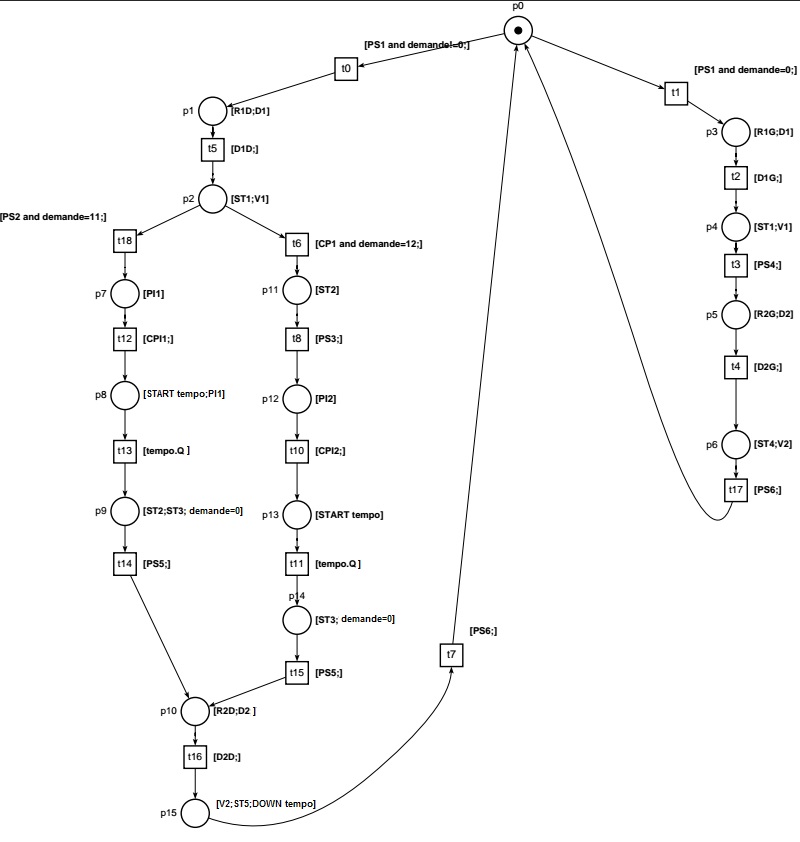 p0
[PS1 and demande!=0;]
t0
[PS1 and demande=0;]
t1
p1 [R1D;D1]
p3 [R1G;D1]
t5 [D1D;]
t2 [D1G;]
p2 [ST1;V1]
p4 [ST1;V1]
[PS2 and demande=11;]
t18
t6 [CP1 and demande=12;]
t3 [PS4;]
p7 [PI1]
p11 [ST2]
p5 [R2G;D2]
t12 [CPI1;]
t8 [PS3;]
t4 [D2G;]
p8 [START tempo;PI1]
p12 [PI2]
p6 [ST4;V2]
t13 [tempo.Q ]
t10 [CPI2;]
t17 [PS6;]
p9 [ST2;ST3; demande=0]
p13 [START tempo]
t14 [PS5;]
t11 [tempo.Q ]
p14
[ST3; demande=0]
[PS6;]
t7
t15 [PS5;]
p10 [R2D;D2 ]
t16 [D2D;]
p15 [V2;ST5;DOWN tempo]